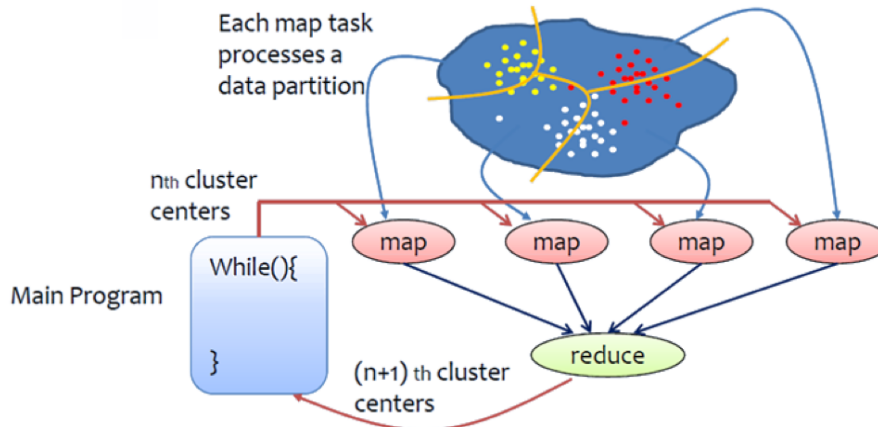 Each map task
processes a
data partition
nth cluster
centers
map
map
map
map
While(){
}
Main Program
reduce
(n+1) th cluster
centers